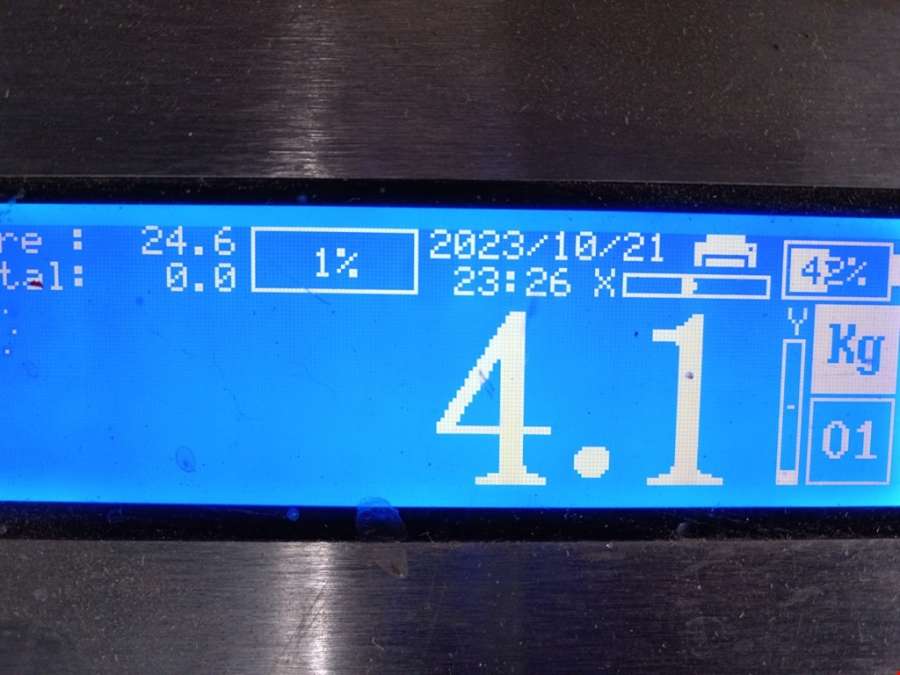 re : 24.6 1% 2023/10/21 42%
tal: 0.0 23:26 X
Y
4.1 Kg
01